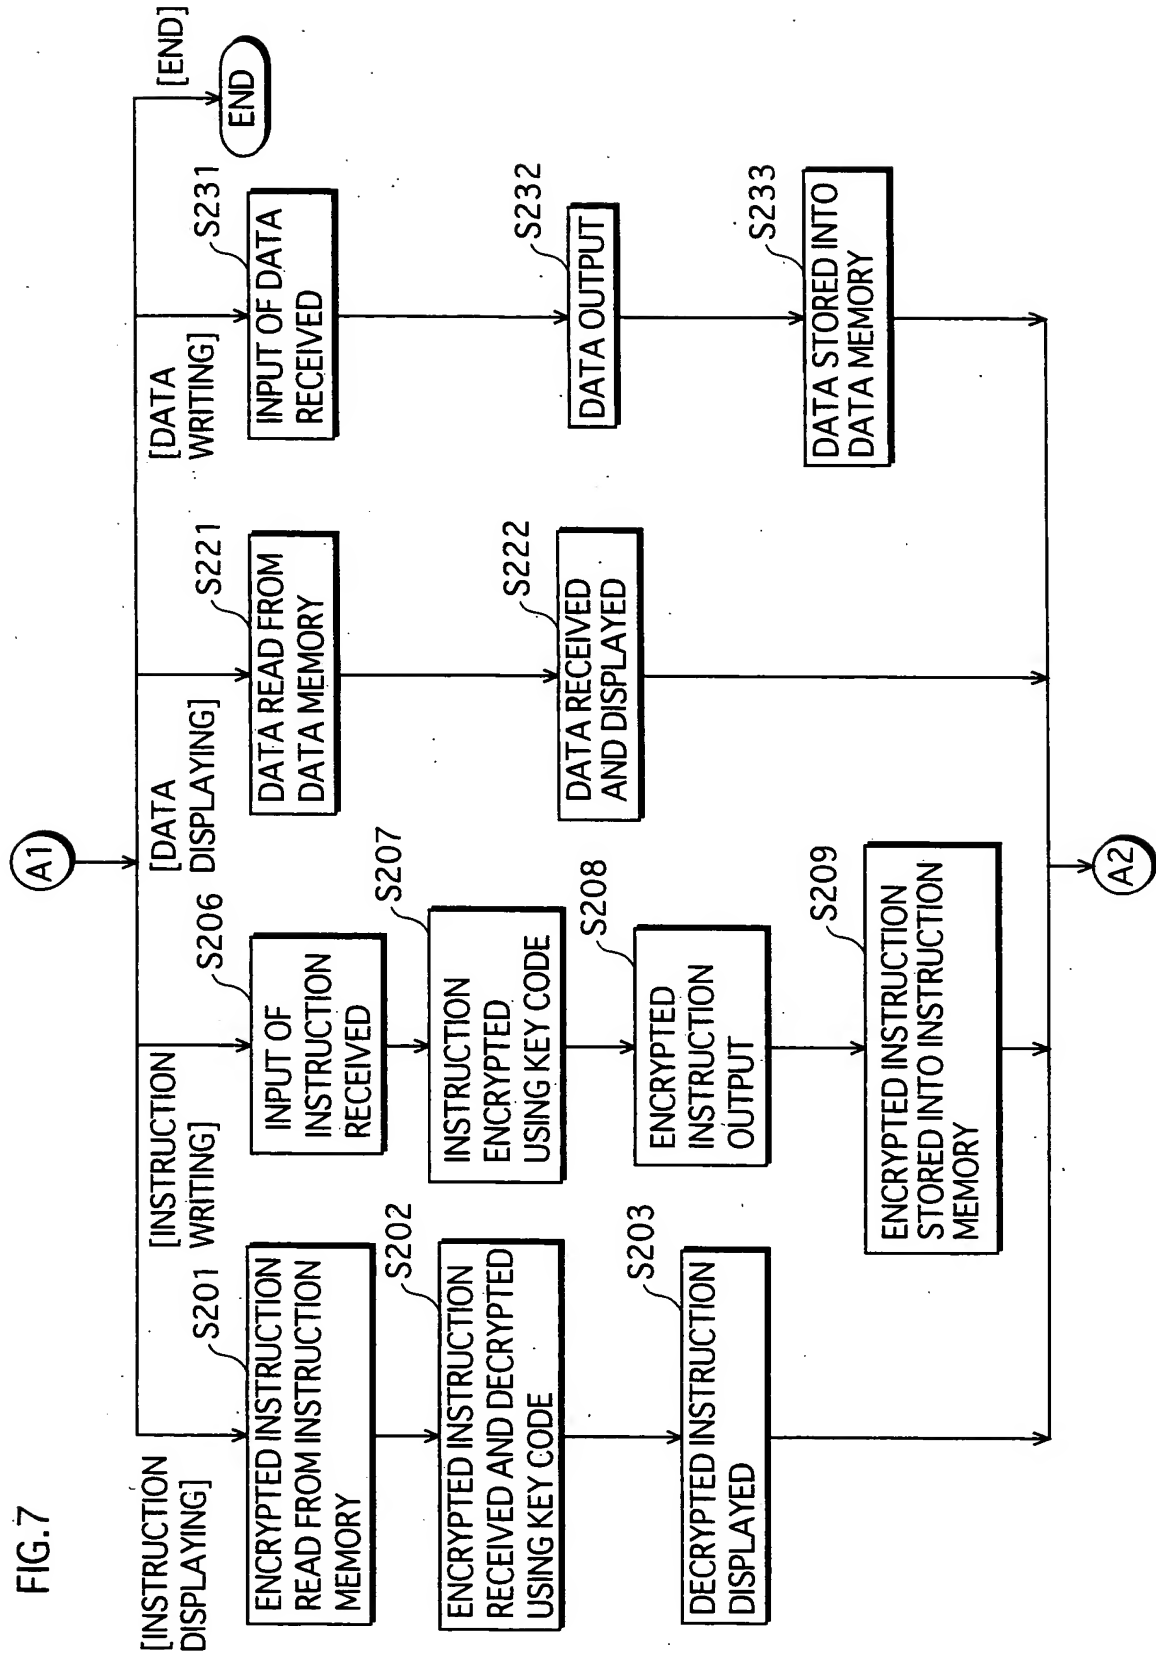 FIG.7
A1
[INSTRUCTION
DISPLAYING]
S201
ENCRYPTED INSTRUCTION
READ FROM INSTRUCTION
MEMORY
S202
ENCRYPTED INSTRUCTION
RECEIVED AND DECRYPTED
USING KEY CODE
S203
DECRYPTED INSTRUCTION
DISPLAYED
[INSTRUCTION
WRITING]
S206
INPUT OF
INSTRUCTION
RECEIVED
S207
INSTRUCTION
ENCRYPTED
USING KEY CODE
S208
ENCRYPTED
INSTRUCTION
OUTPUT
S209
ENCRYPTED INSTRUCTION
STORED INTO INSTRUCTION
MEMORY
[DATA
DISPLAYING]
S221
DATA READ FROM
DATA MEMORY
S222
DATA RECEIVED
AND DISPLAYED
[DATA
WRITING]
S231
INPUT OF DATA
RECEIVED
S232
DATA OUTPUT
S233
DATA STORED INTO
DATA MEMORY
[END]
END
A2